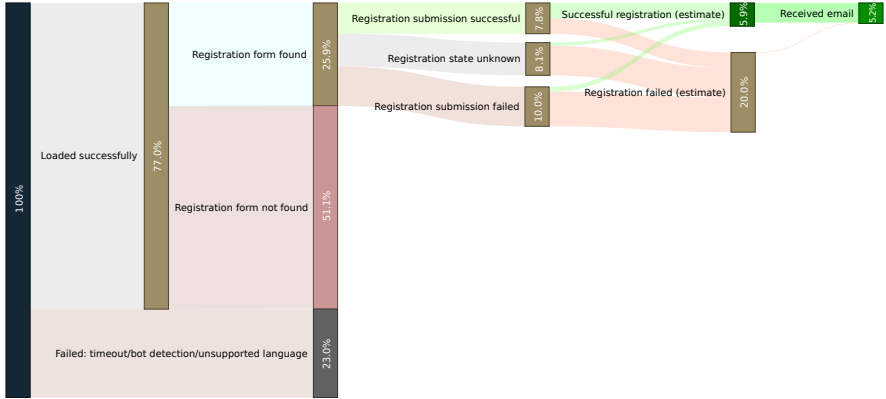 Registration submission successful
7.8%
Successful registration (estimate)
5.9%
Received email
5.2%
Registration form found
25.9%
Registration state unknown
8.1%
Registration submission failed
10.0%
Registration failed (estimate)
20.0%
Loaded successfully
77.0%
100%
Registration form not found
51.1%
Failed: timeout/bot detection/unsupported language
23.0%